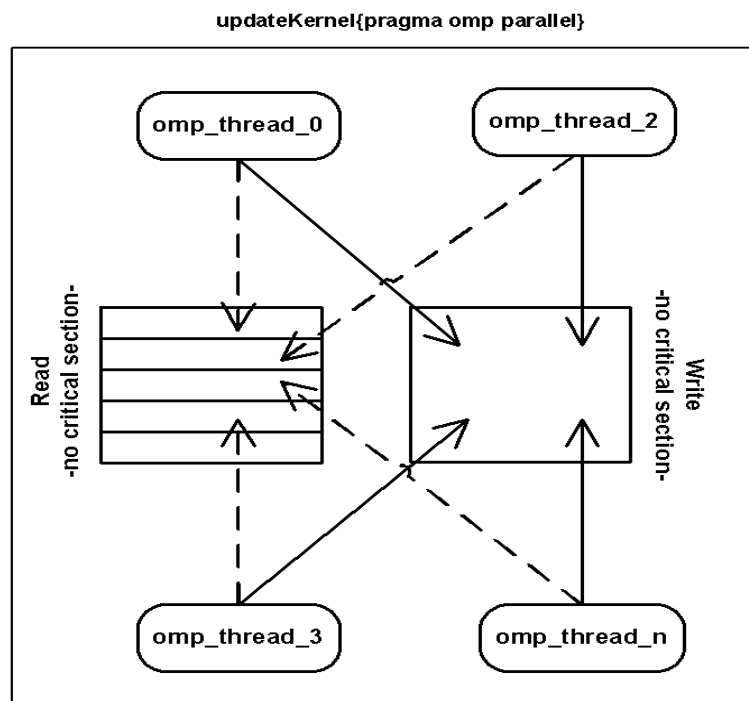 updateKernel{pragma omp parallel}
omp_thread_0
omp_thread_2
Read
-no critical section-
Write
-no critical section-
omp_thread_3
omp_thread_n